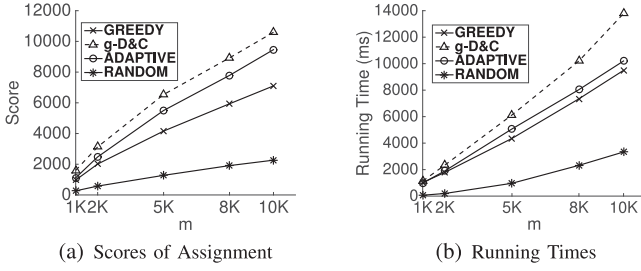 12000
10000
8000
6000
4000
2000
0
Score
GREEDY
g-D&C
ADAPTIVE
RANDOM
1K 2K 5K 8K 10K
m
(a) Scores of Assignment
14000
12000
10000
8000
6000
4000
2000
0
Running Time (ms)
GREEDY
g-D&C
ADAPTIVE
RANDOM
1K 2K 5K 8K 10K
m
(b) Running Times